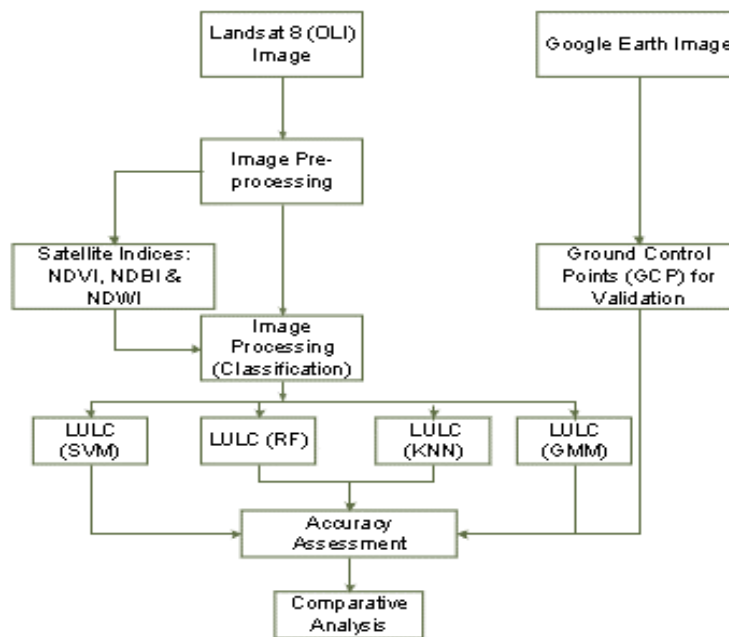 Landsat 8 (OLI)
Image
Google Earth Image
Image Pre-
processing
Satellite Indices:
NDVI, NDBI &
NDWI
Ground Control
Points (GCP) for
Validation
Image
Processing
(Classification)
LULC
(SVM)
LULC (RF)
LULC
(KNN)
LULC
(GMM)
Accuracy
Assessment
Comparative
Analysis